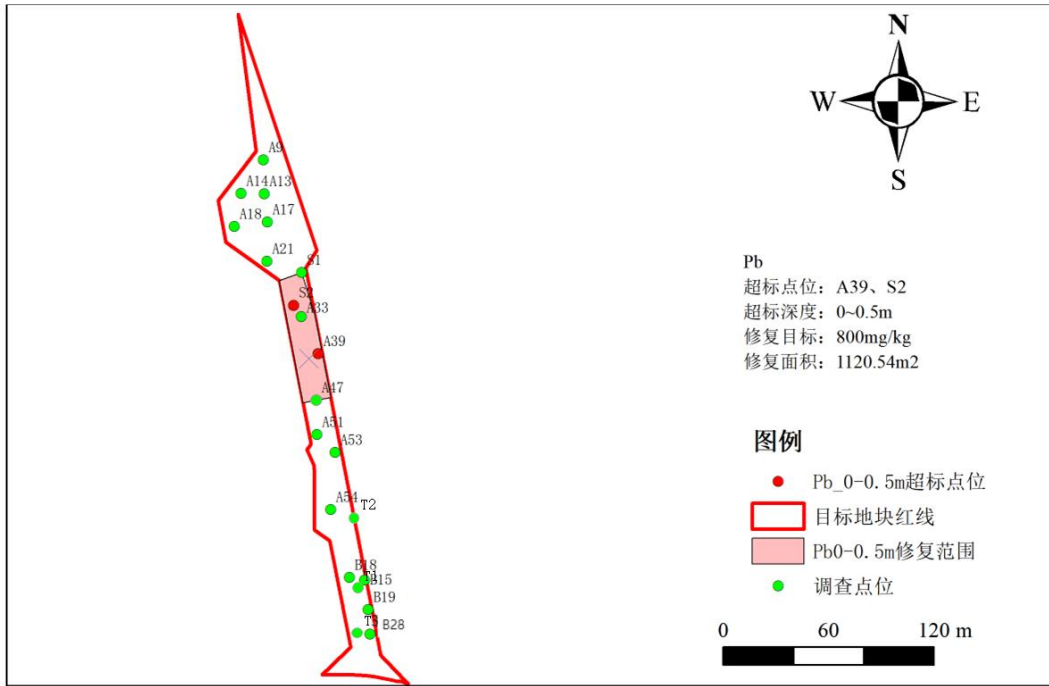 N
W
E
S
A9
A14
A13
A18
A17
A21
S1
S2
A33
A39
A47
A51
A53
A54
T2
B18
T1
B15
B19
T3
B28
Pb
超标点位：A39、S2
超标深度：0~0.5m
修复目标：800mg/kg
修复面积：1120.54m2
图例
Pb_0-0.5m超标点位
目标地块红线
Pb0-0.5m修复范围
调查点位
0 60 120 m